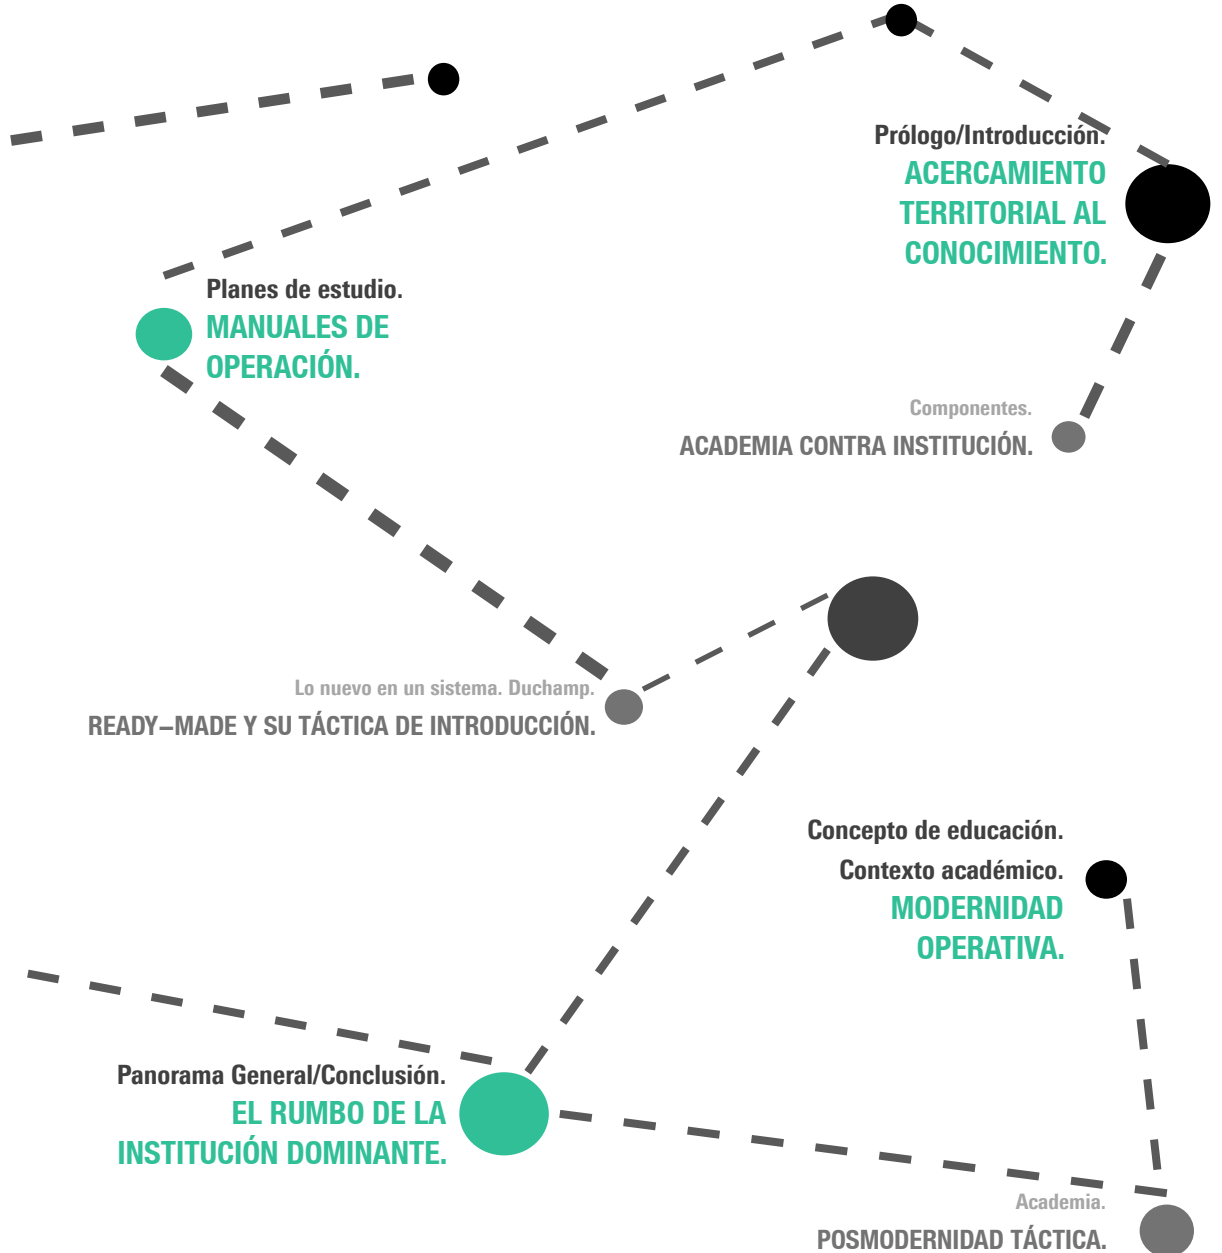 Prólogo/Introducción.
ACERCAMIENTO
TERRITORIAL AL
CONOCIMIENTO.
Planes de estudio.
MANUALES DE
OPERACIÓN.
Componentes.
ACADEMIA CONTRA INSTITUCIÓN.
Lo nuevo en un sistema. Duchamp.
READY–MADE Y SU TÁCTICA DE INTRODUCCIÓN.
Concepto de educación.
Contexto académico.
MODERNIDAD
OPERATIVA.
Panorama General/Conclusión.
EL RUMBO DE LA
INSTITUCIÓN DOMINANTE.
Academia.
POSMODERNIDAD TÁCTICA.